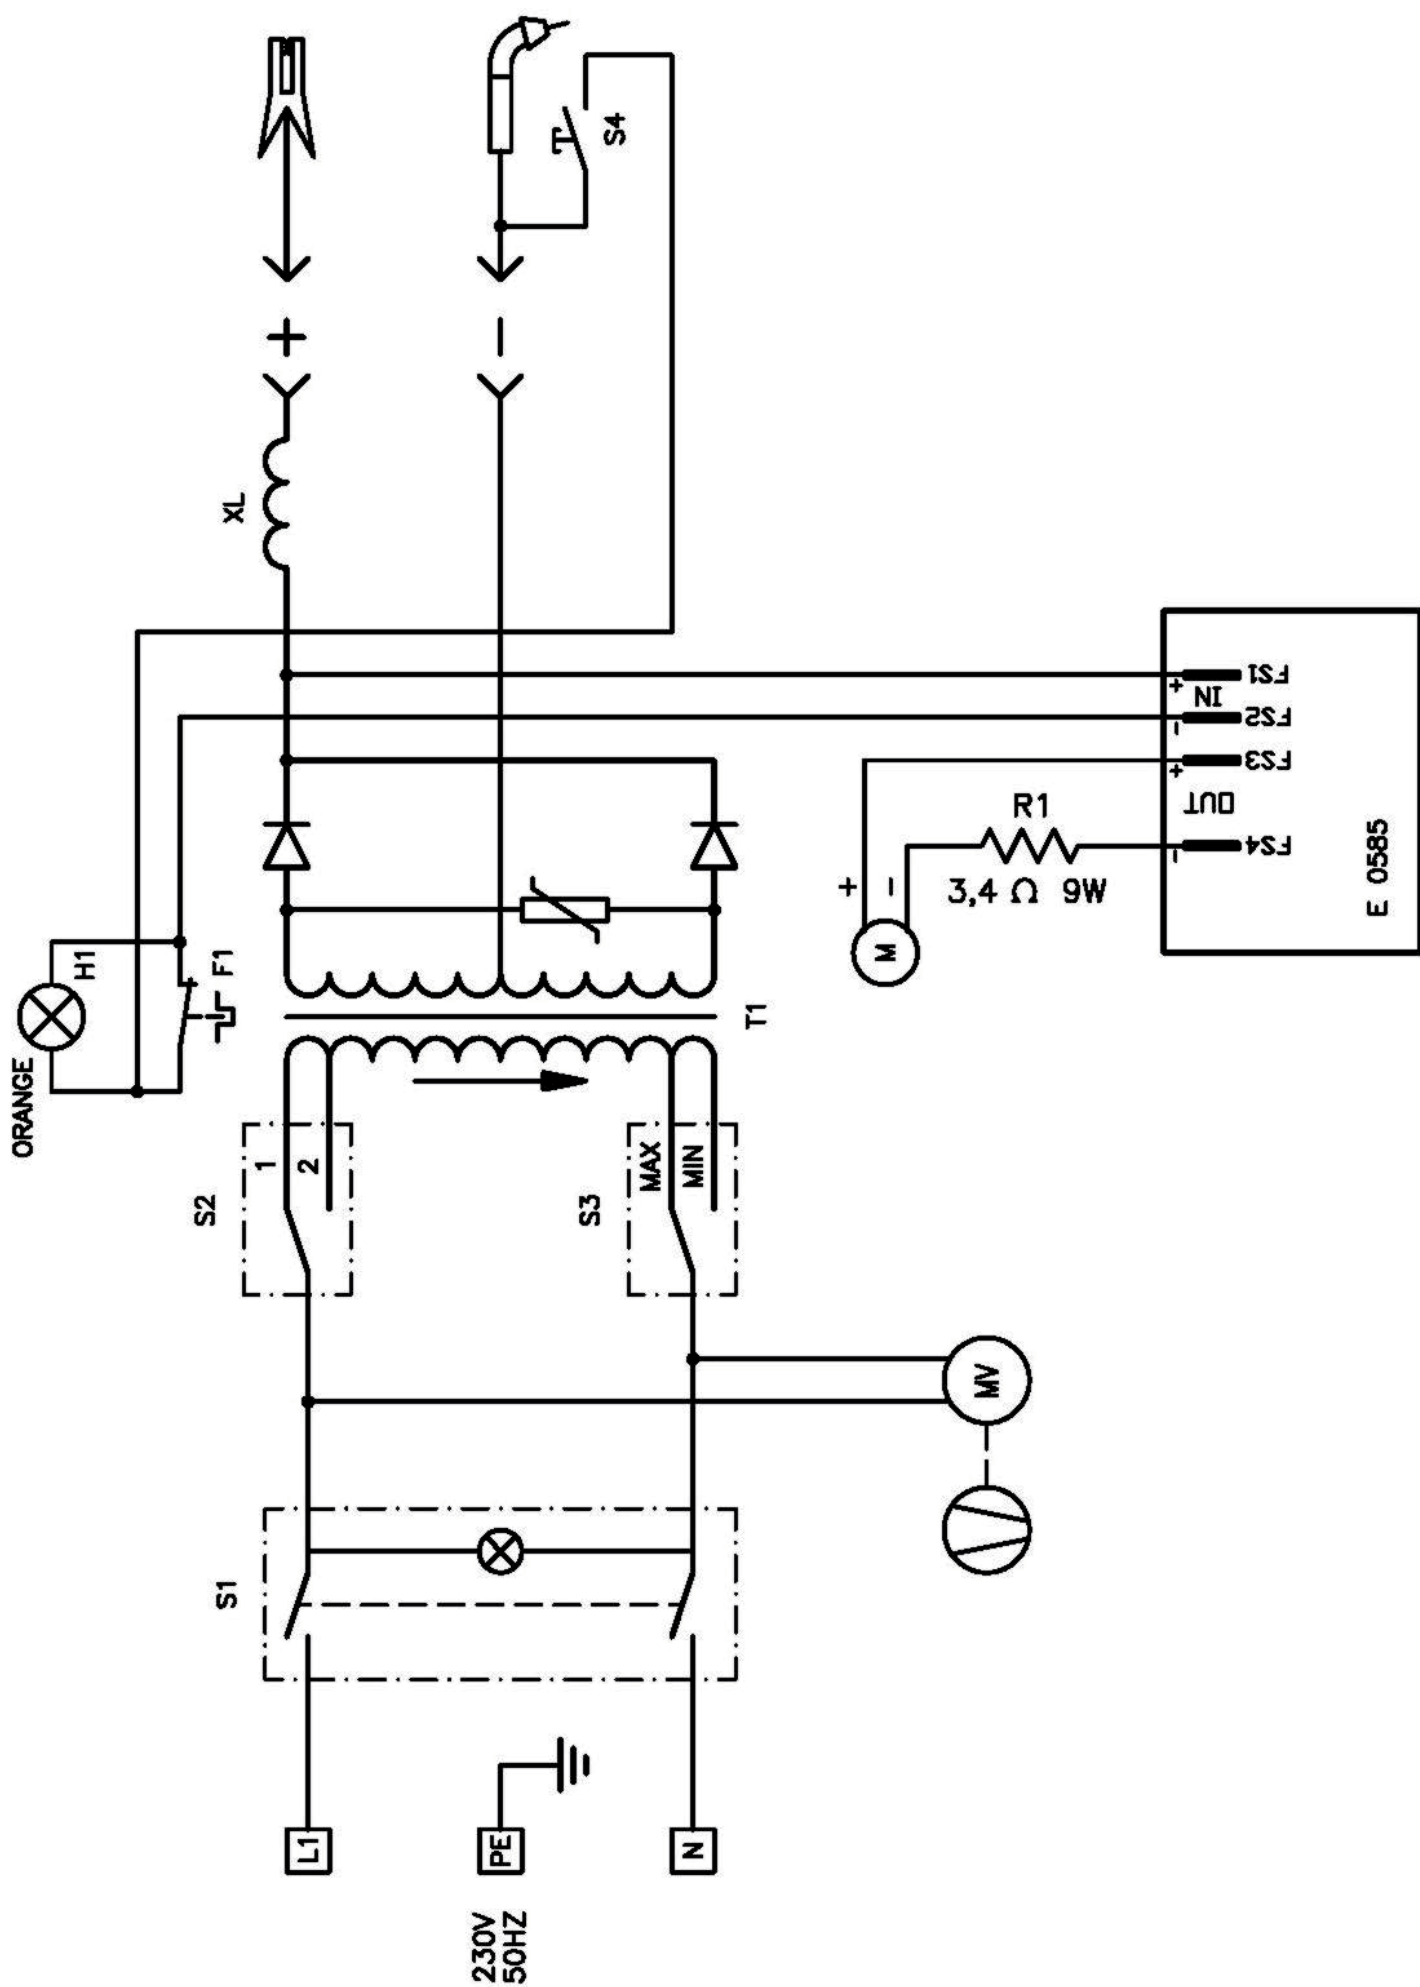 ORANGE
H1
F1
XL
+
-
S4
S1
S2
1
2
S3
MAX
MIN
T1
L1
PE
N
230V
50HZ
MV
M
+
-
R1
3,4 Ω 9W
+
IN
-
+
OUT
-
FS1
FS2
FS3
FS4
E 0585